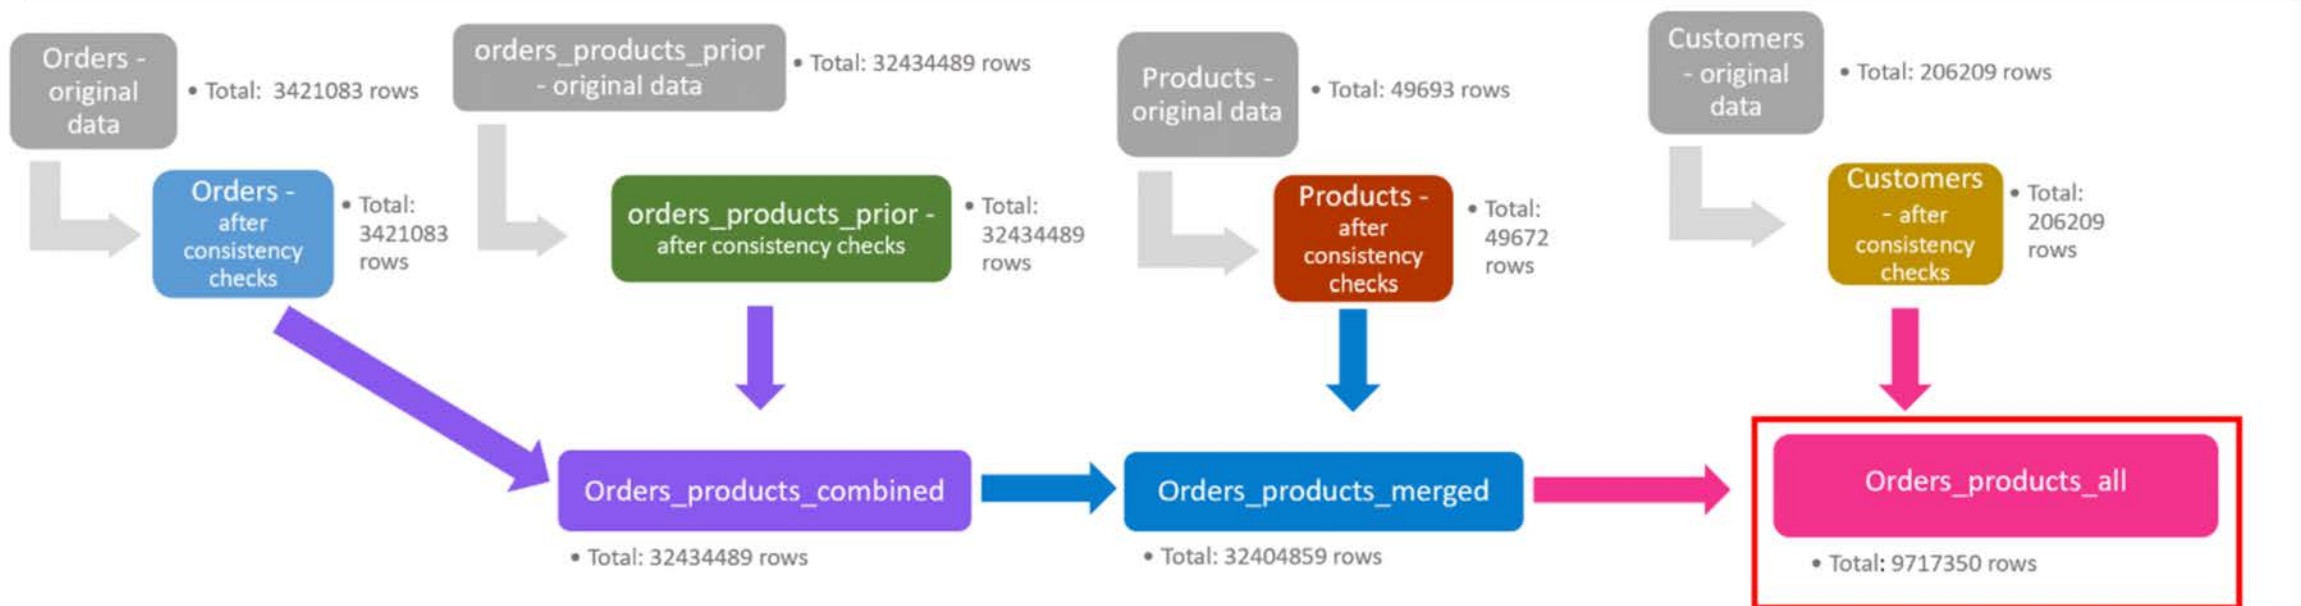 Orders -
original
data
• Total:  3421083 rows
orders_products_prior
- original data
• Total: 32434489 rows
Products -
original data
• Total: 49693 rows
Customers
- original
data
• Total: 206209 rows
Orders -
after
consistency
checks
• Total:
3421083
rows
orders_products_prior -
after consistency checks
• Total:
32434489
rows
Products -
after
consistency
checks
• Total:
49672
rows
Customers
- after
consistency
checks
• Total:
206209
rows
Orders_products_combined
• Total: 32434489 rows
Orders_products_merged
• Total: 32404859 rows
Orders_products_all
• Total: 9717350 rows